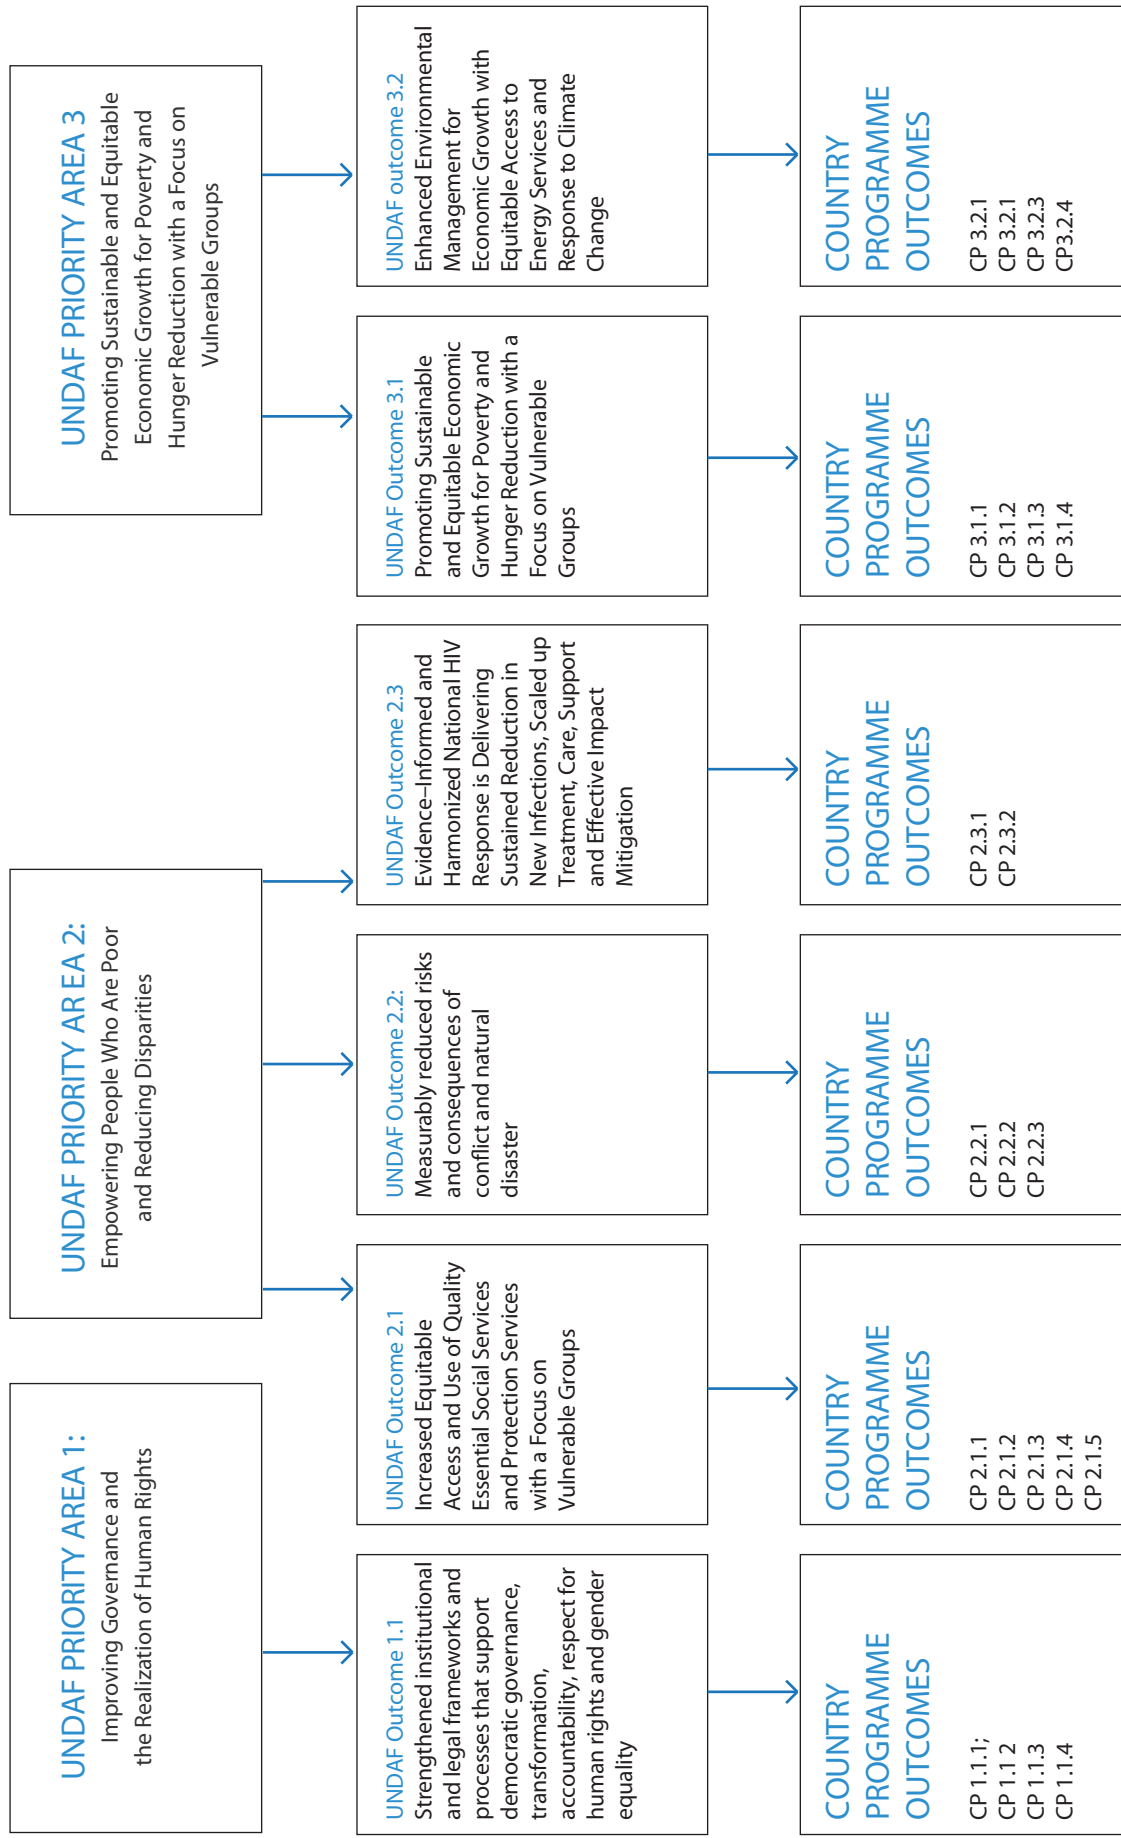 UNDAF PRIORITY AREA 1:
Improving Governance and
the Realization of Human Rights
UNDAF PRIORITY AR EA 2:
Empowering People Who Are Poor
and Reducing Disparities
UNDAF PRIORITY AREA 3
Promoting Sustainable and Equitable
Economic Growth for Poverty and
Hunger Reduction with a Focus on
Vulnerable Groups
UNDAF Outcome 1.1
Strengthened institutional
and legal frameworks and
processes that support
democratic governance,
transformation,
accountability, respect for
human rights and gender
equality
UNDAF Outcome 2.1
Increased Equitable
Access and Use of Quality
Essential Social Services
and Protection Services
with a Focus on
Vulnerable Groups
UNDAF Outcome 2.2:
Measurably reduced risks
and consequences of
conflict and natural
disaster
UNDAF Outcome 2.3
Evidence–Informed and
Harmonized National HIV
Response is Delivering
Sustained Reduction in
New Infections, Scaled up
Treatment, Care, Support
and Effective Impact
Mitigation
UNDAF Outcome 3.1
Promoting Sustainable
and Equitable Economic
Growth for Poverty and
Hunger Reduction with a
Focus on Vulnerable
Groups
UNDAF outcome 3.2
Enhanced Environmental
Management for
Economic Growth with
Equitable Access to
Energy Services and
Response to Climate
Change
COUNTRY
PROGRAMME
OUTCOMES
CP 1.1.1;
CP 1.1 2
CP 1.1.3
CP 1.1.4
COUNTRY
PROGRAMME
OUTCOMES
CP 2.1.1
CP 2.1.2
CP 2.1.3
CP 2.1.4
CP 2.1.5
COUNTRY
PROGRAMME
OUTCOMES
CP 2.2.1
CP 2.2.2
CP 2.2.3
COUNTRY
PROGRAMME
OUTCOMES
CP 2.3.1
CP 2.3.2
COUNTRY
PROGRAMME
OUTCOMES
CP 3.1.1
CP 3.1.2
CP 3.1.3
CP 3.1.4
COUNTRY
PROGRAMME
OUTCOMES
CP 3.2.1
CP 3.2.1
CP 3.2.3
CP3.2.4